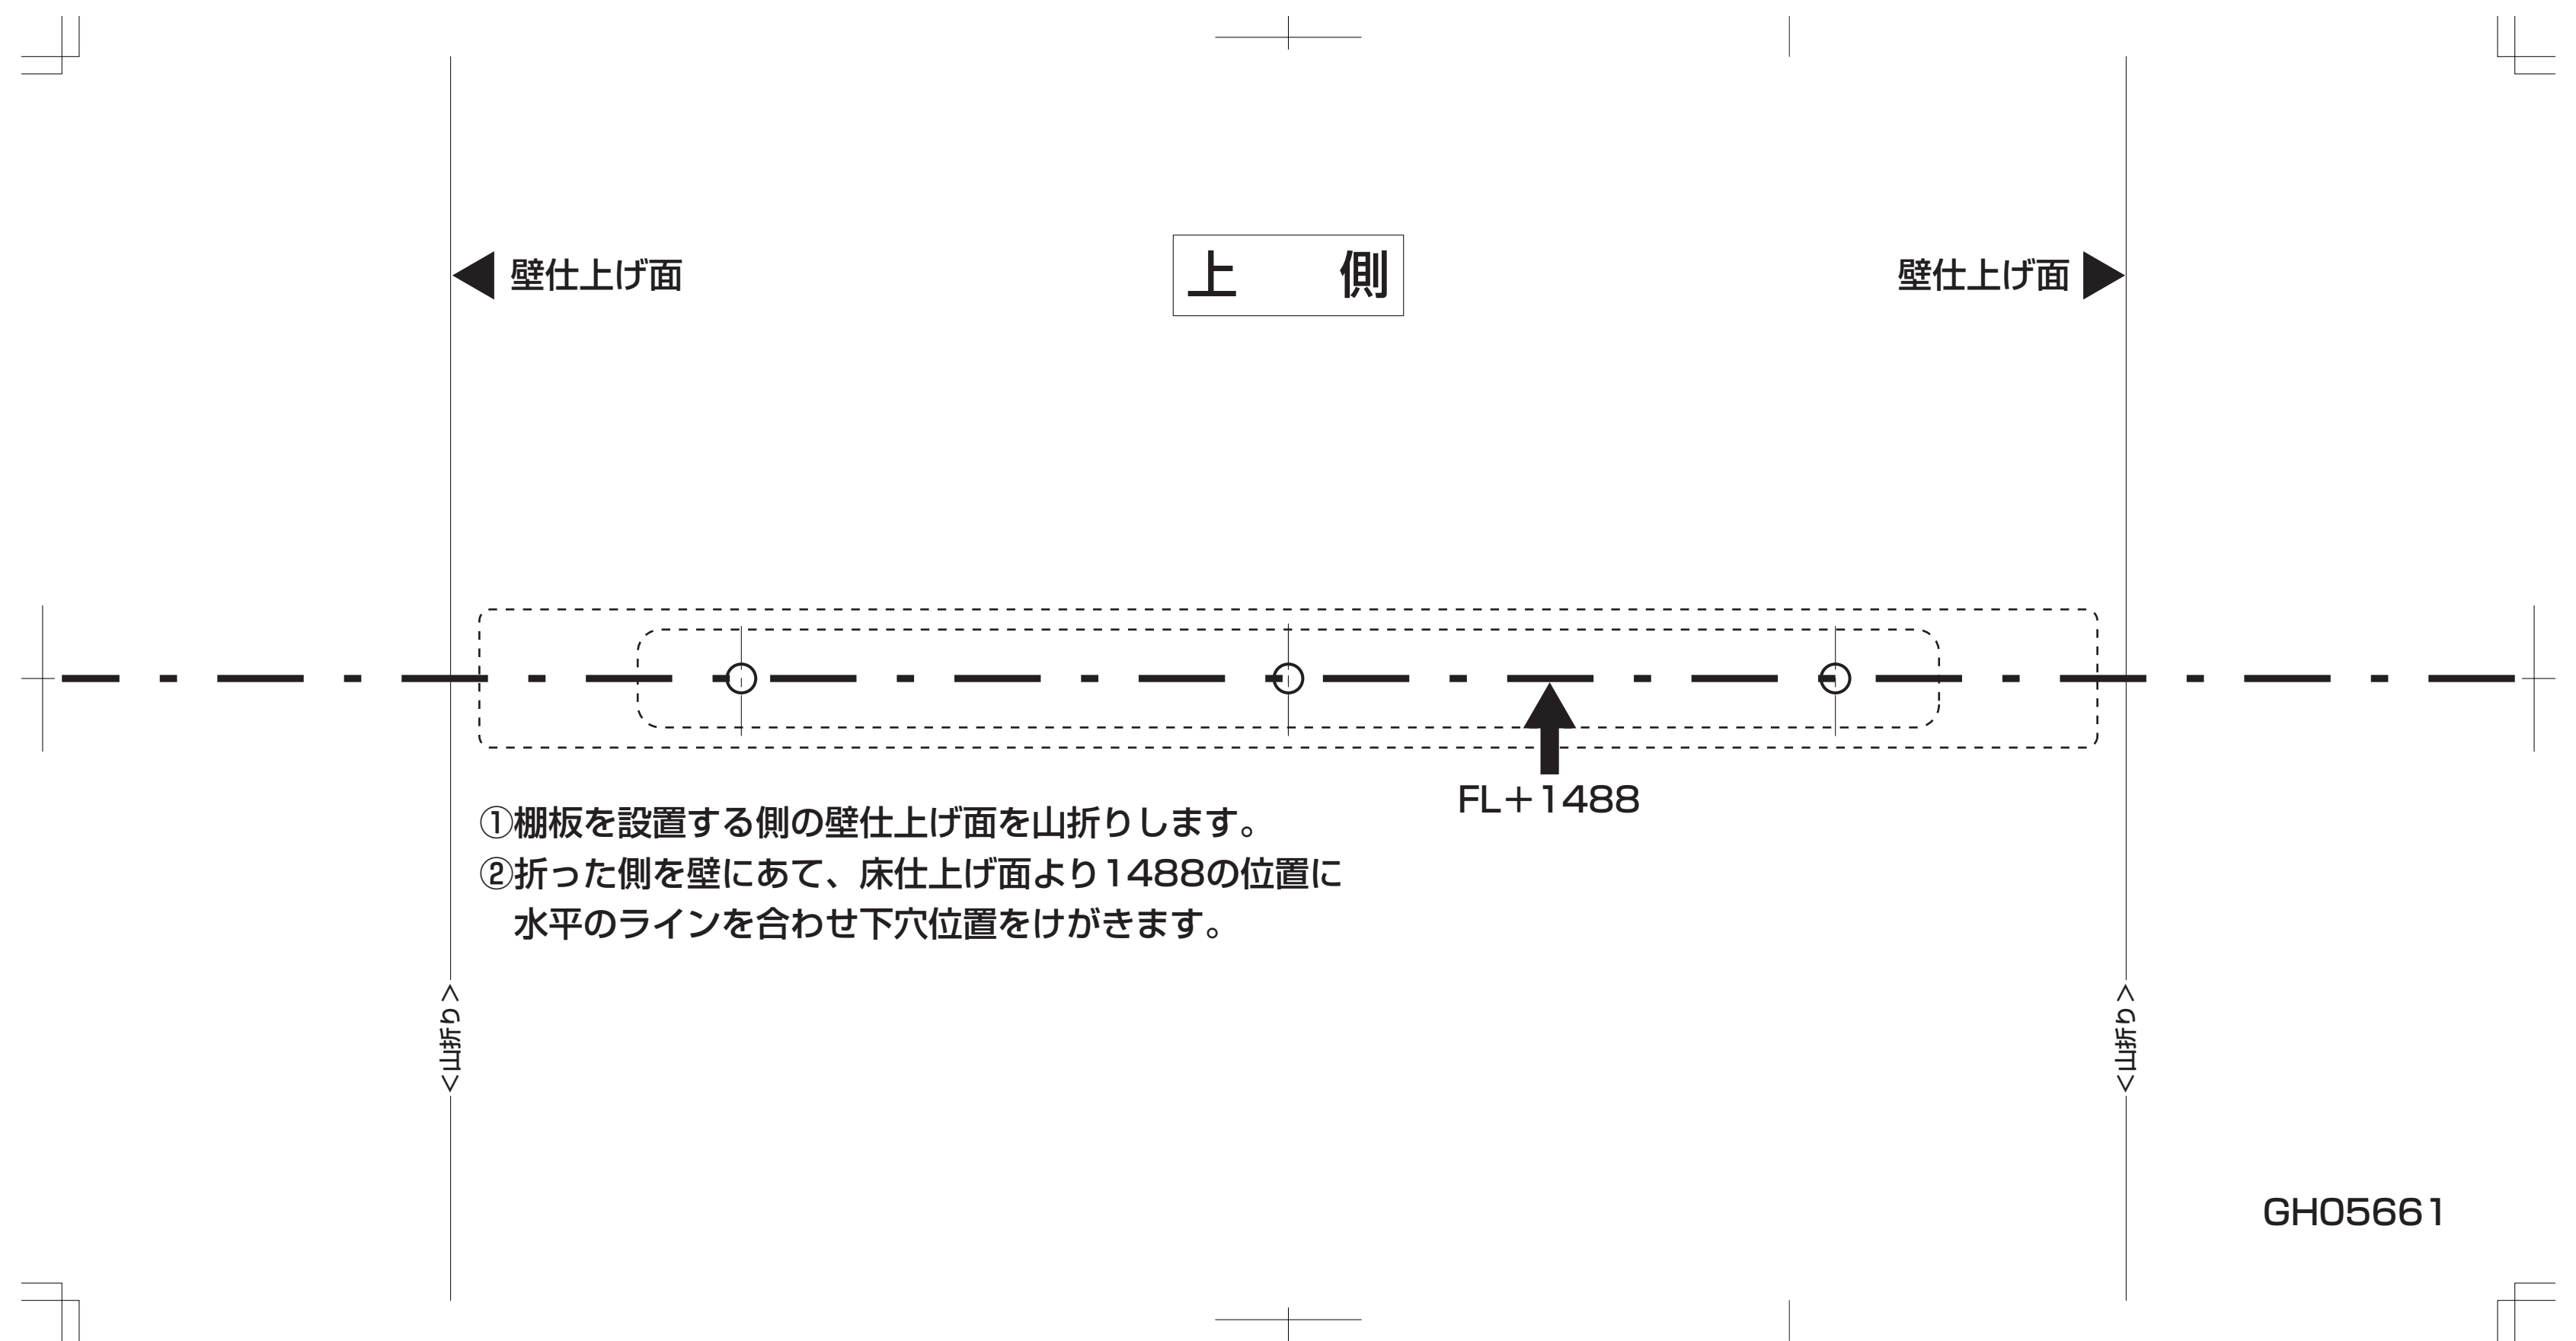 壁仕上げ面
上　側
壁仕上げ面
FL＋1488
①棚板を設置する側の壁仕上げ面を山折りします。
②折った側を壁にあて、床仕上げ面より1488の位置に
水平のラインを合わせ下穴位置をけがきます。
＜山折り＞
＜山折り＞
GH05661